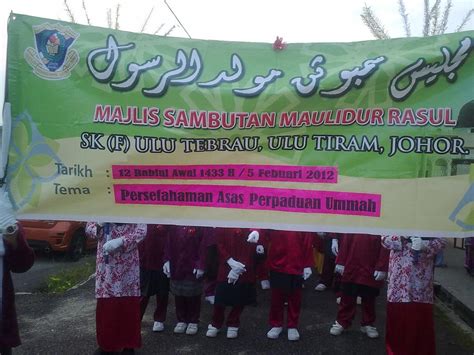 مجليس سمبوتن مولد الرسول
MAJLIS SAMBUTAN MAULIDUR RASUL
SK (F) ULU TEBRAU, ULU TIRAM, JOHOR.
Tarikh : 12 Rabiul Awal 1433 H / 5 Febuari 2012
Tema : Persefahaman Asas Perpaduan Ummah